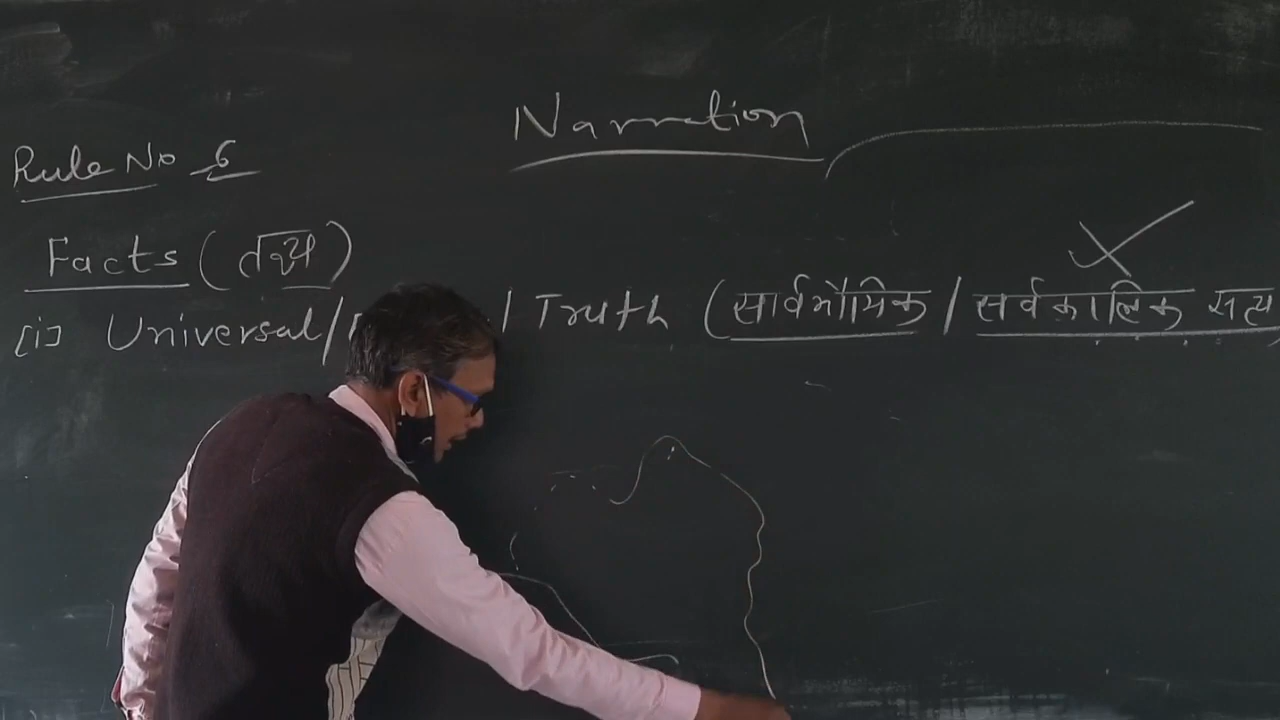 Narration
Rule No 6
Facts (तथ्य)
(i) Universal / / Truth (सार्वभौमिक / सर्वकालिक सत्य